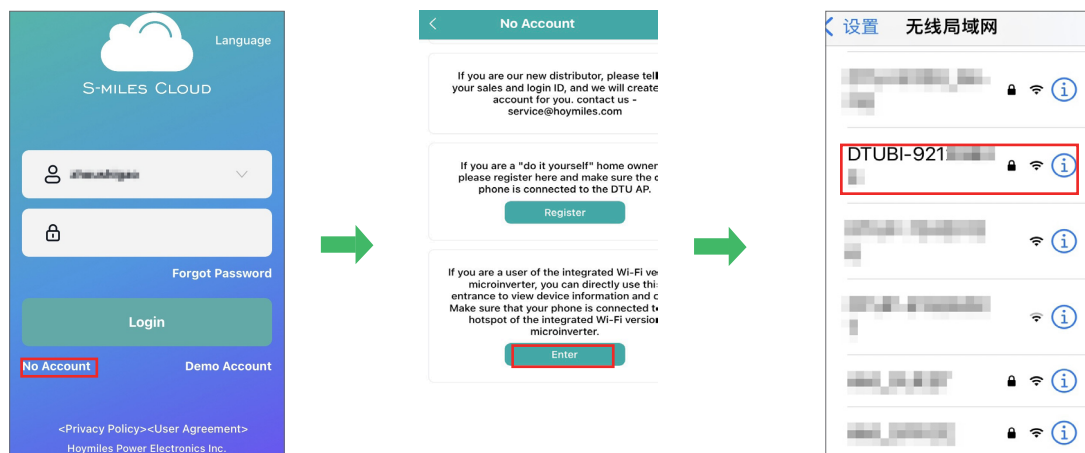 Language
S-MILES CLOUD
Forgot Password
Login
No Account
Demo Account
<Privacy Policy><User Agreement>
Hoymiles Power Electronics Inc.
No Account
If you are our new distributor, please tell
your sales and login ID, and we will create
account for you. contact us -
service@hoymiles.com
If you are a "do it yourself" home owner
please register here and make sure the
phone is connected to the DTU AP.
Register
If you are a user of the integrated Wi-Fi
microinverter, you can directly use
entrance to view device information and
Make sure that your phone is connected
hotspot of the integrated Wi-Fi version
microinverter.
Enter
设置 无线局域网
DTUBI-921